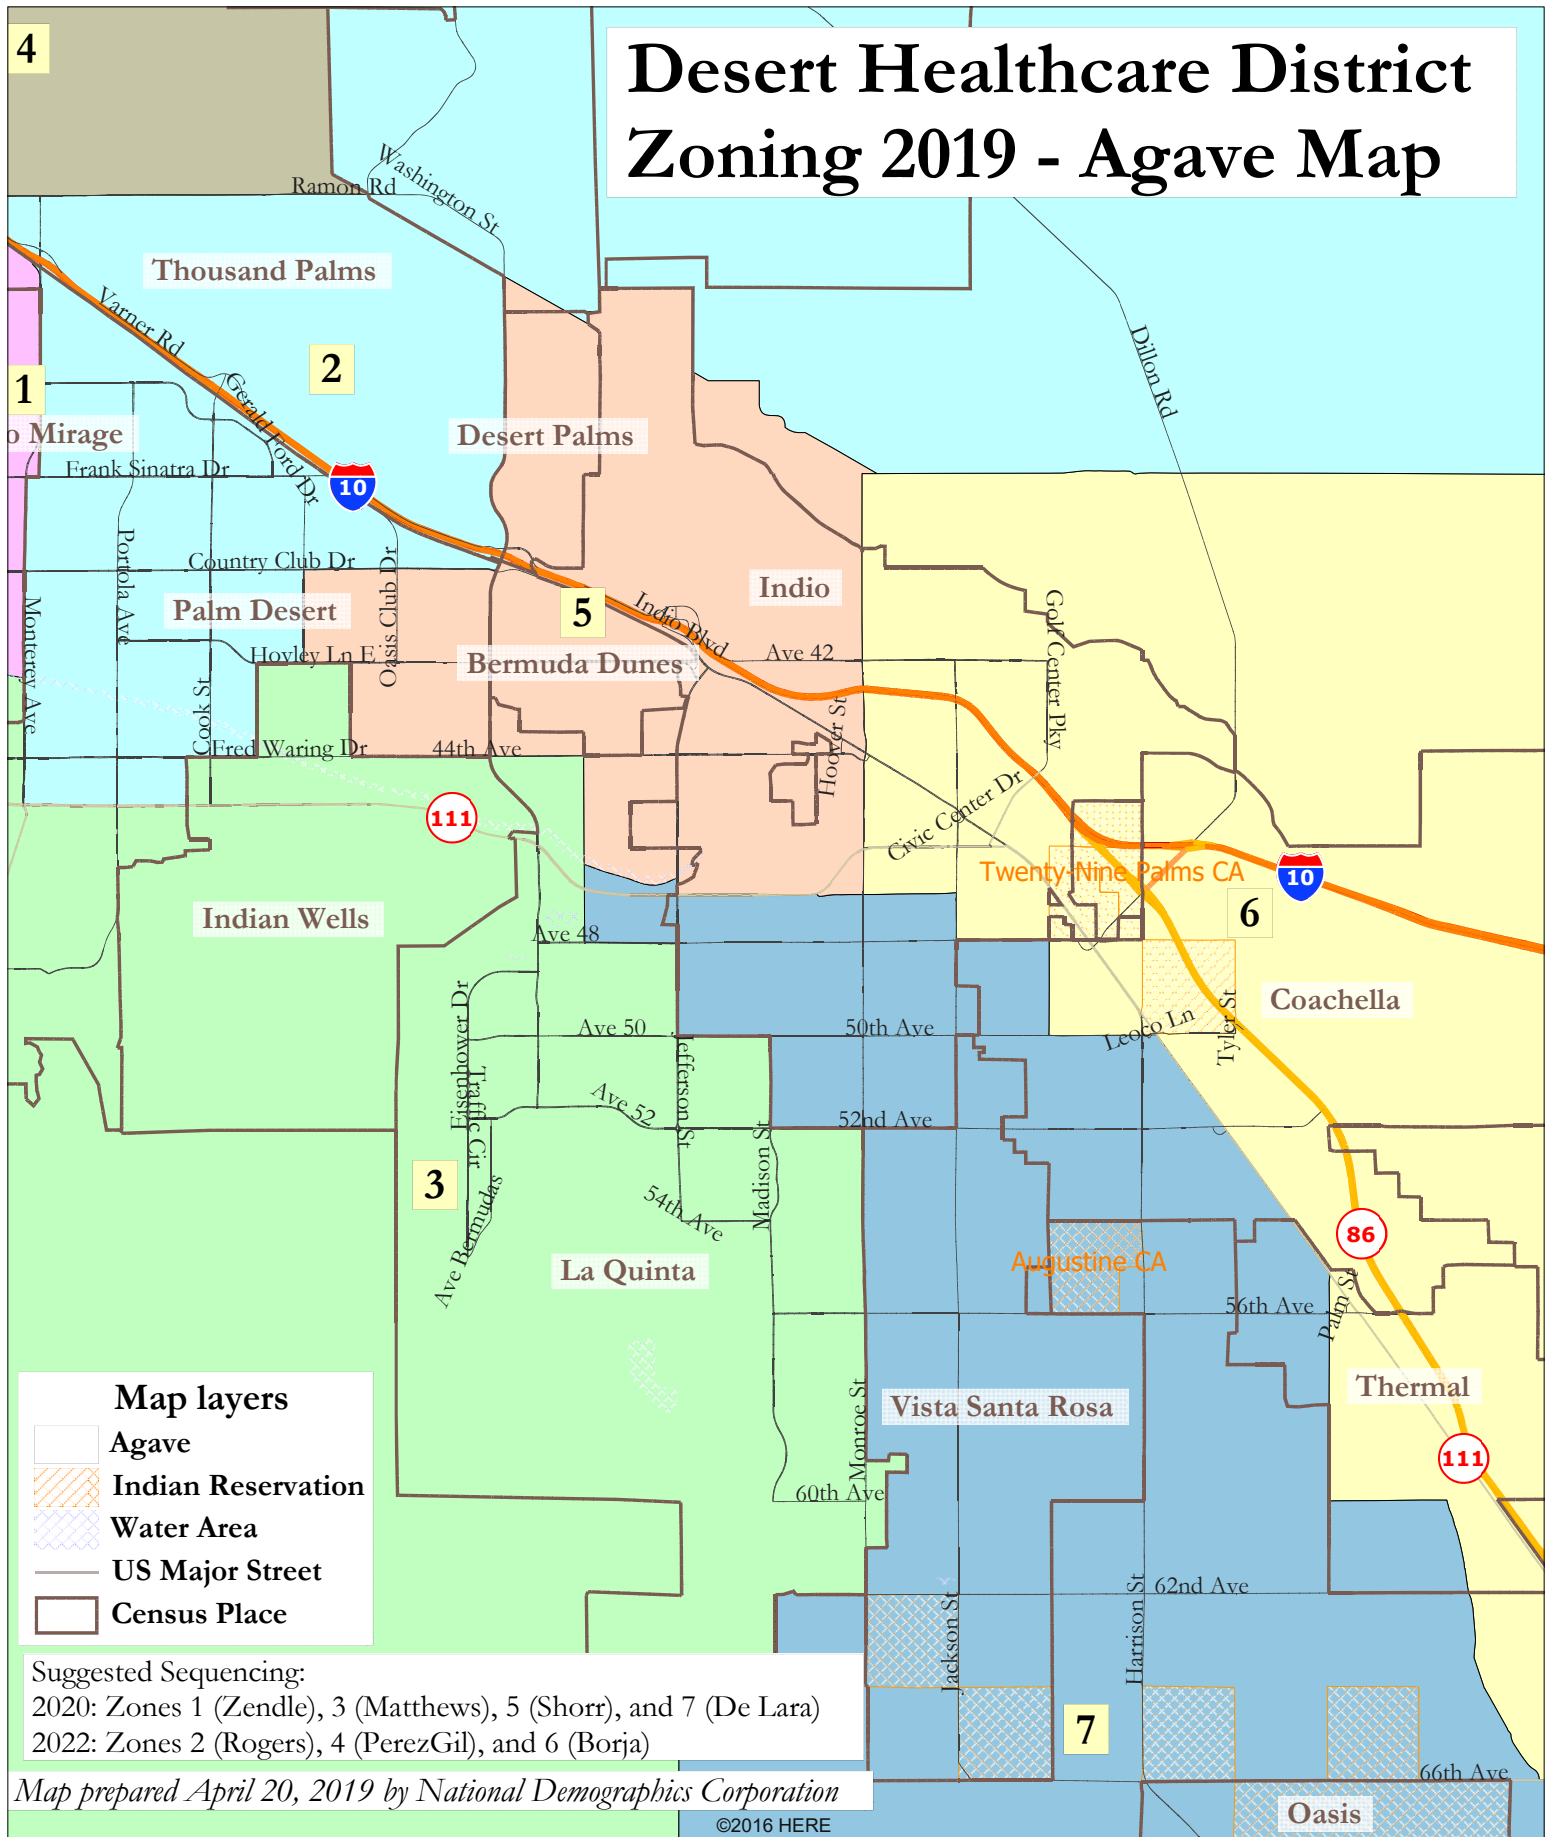 Desert Healthcare District
Zoning 2019 - Agave Map
4
Washington St
Ramon Rd
Thousand Palms
Varner Rd
Dillon Rd
2
1
Gerald Ford Dr
o Mirage
Desert Palms
Frank Sinatra Dr
10
Portola Ave
Country Club Dr
Oasis Club Dr
Indio
Monterey Ave
Palm Desert
5
Indio Blvd
Golf Center Pky
Hovley Ln E
Bermuda Dunes
Ave 42
Cook St
Hoover St
Fred Waring Dr
44th Ave
111
Civic Center Dr
Twenty-Nine Palms CA
10
6
Indian Wells
Ave 48
Coachella
Eisenhower Dr
Ave 50
50th Ave
Leoco Ln
Tyler St
Jefferson St
Traffic Cir
Ave 52
52nd Ave
Madison St
3
54th Ave
Ave Bermudas
86
La Quinta
Augustine CA
56th Ave
Palm St
Thermal
Vista Santa Rosa
Monroe St
111
60th Ave
62nd Ave
Jackson St
Harrison St
7
66th Ave
Oasis
Map layers
Agave
Indian Reservation
Water Area
US Major Street
Census Place
Suggested Sequencing:
2020: Zones 1 (Zendle), 3 (Matthews), 5 (Shorr), and 7 (De Lara)
2022: Zones 2 (Rogers), 4 (PerezGil), and 6 (Borja)
Map prepared April 20, 2019 by National Demographics Corporation
©2016 HERE